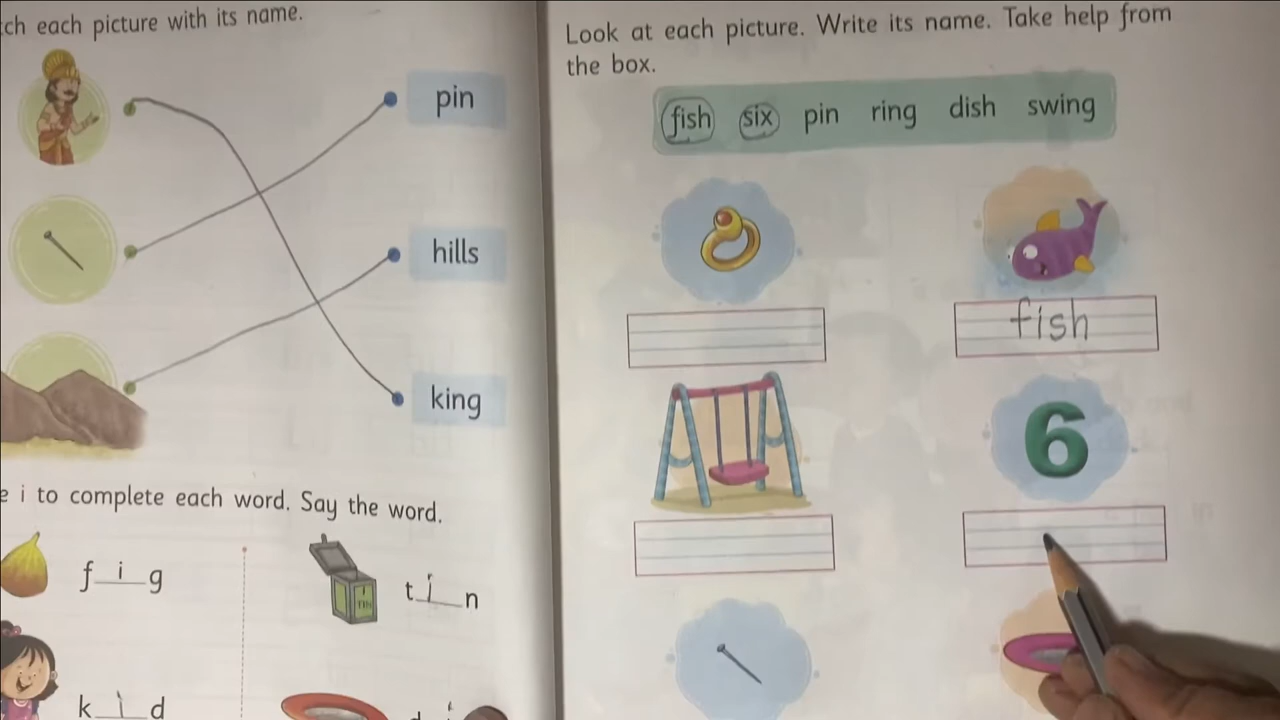 tch each picture with its name.
pin
hills
king
e i to complete each word. Say the word.
f i g
t i n
TIN
k i d
Look at each picture. Write its name. Take help from
the box.
fish six pin ring dish swing
fish
6